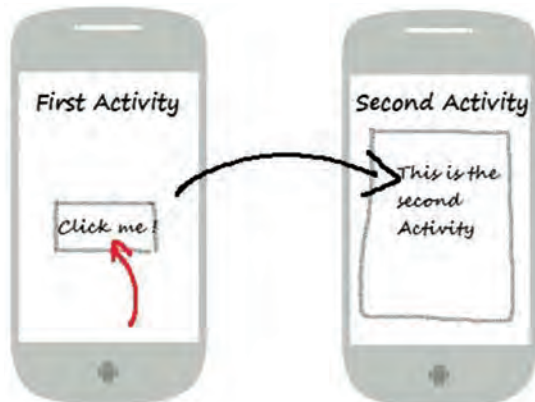 First Activity
Click me!
Second Activity
This is the
second
Activity